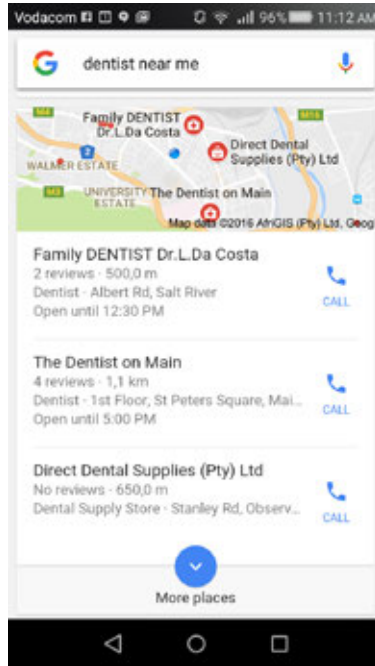 Vodacom 96% 11:12 AM
dentist near me
M4
M16
Family DENTIST
Dr.L.Da Costa
Direct Dental
Supplies (Pty) Ltd
2
WALMER ESTATE
M3
UNIVERSITY
ESTATE
The Dentist on Main
Map data ©2016 AfriGIS (Pty) Ltd, Goog
Family DENTIST Dr.L.Da Costa
2 reviews · 500,0 m
Dentist · Albert Rd, Salt River
Open until 12:30 PM
CALL
The Dentist on Main
4 reviews · 1,1 km
Dentist · 1st Floor, St Peters Square, Mai...
Open until 5:00 PM
CALL
Direct Dental Supplies (Pty) Ltd
No reviews · 650,0 m
Dental Supply Store · Stanley Rd, Observ...
CALL
More places